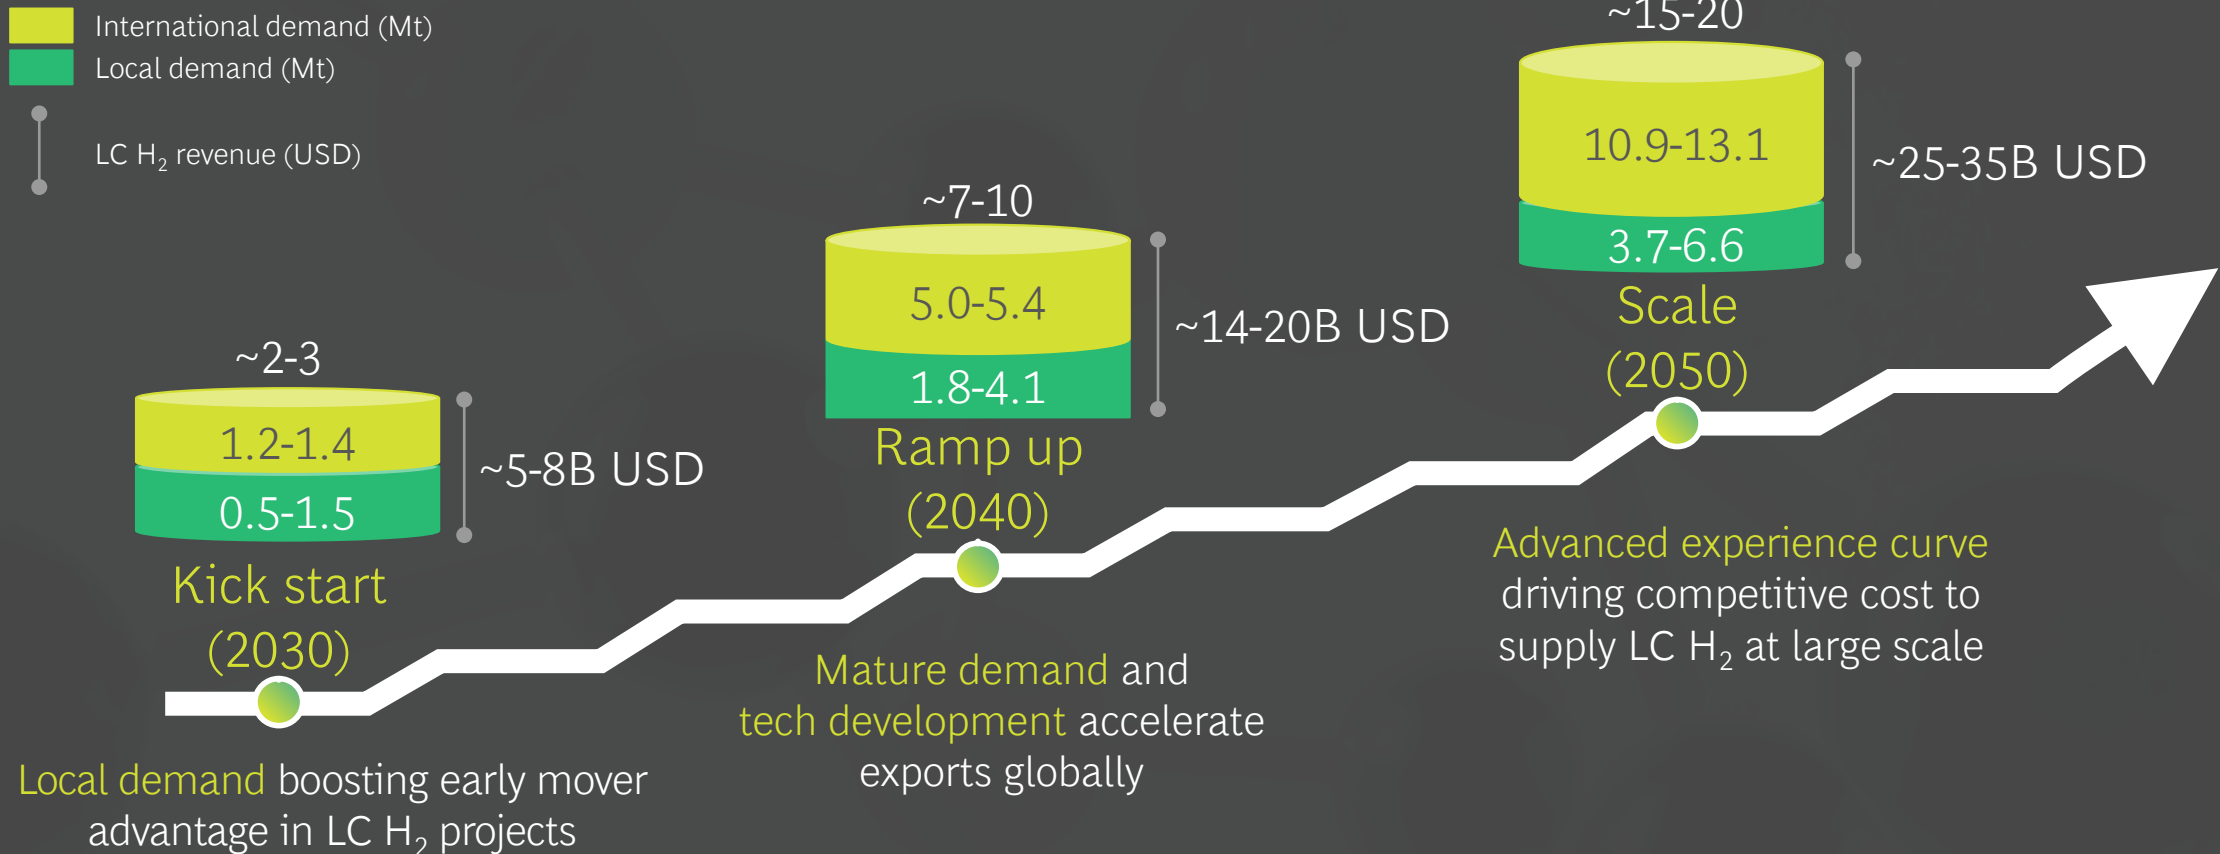 International demand (Mt)
Local demand (Mt)
LC H₂ revenue (USD)
~2-3
1.2-1.4
0.5-1.5
~5-8B USD
Kick start
(2030)
Local demand boosting early mover
advantage in LC H₂ projects
~7-10
5.0-5.4
1.8-4.1
~14-20B USD
Ramp up
(2040)
Mature demand and
tech development accelerate
exports globally
~15-20
10.9-13.1
3.7-6.6
~25-35B USD
Scale
(2050)
Advanced experience curve
driving competitive cost to
supply LC H₂ at large scale